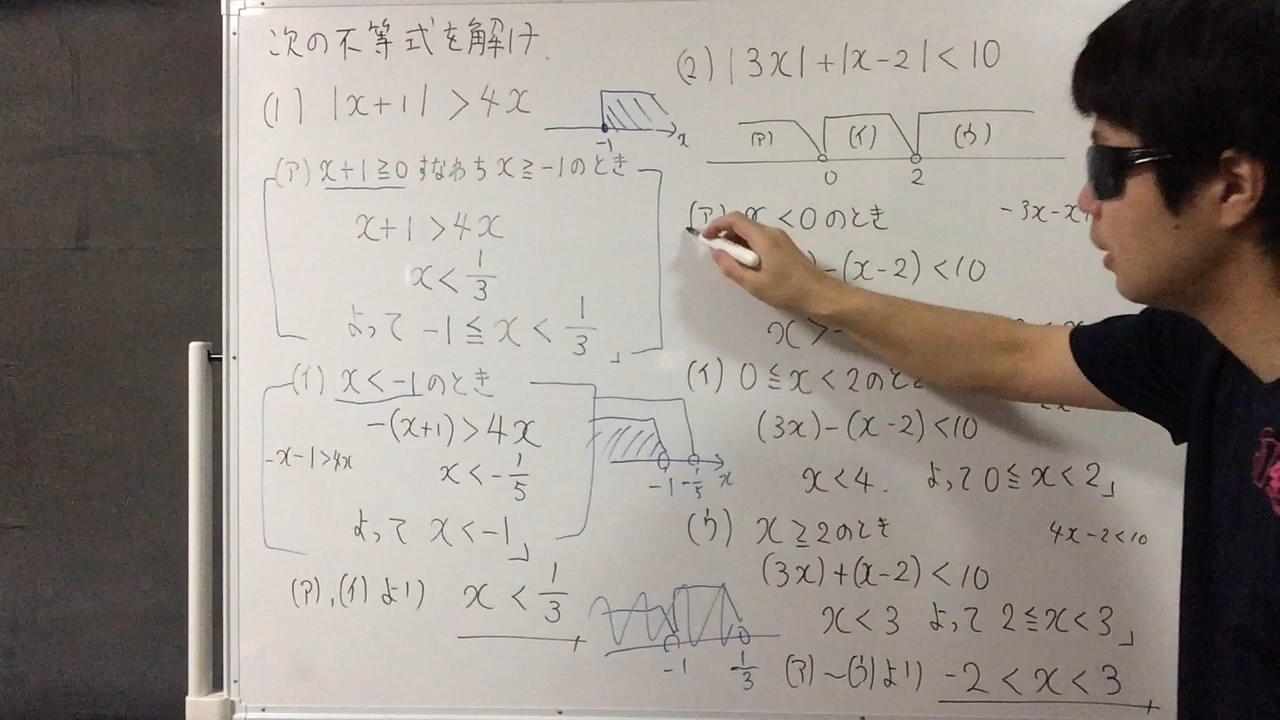 次の不等式を解け.
(1) |x+1| > 4x
-1 x
(ア) x+1≧0 すなわち x≧-1のとき
x+1 > 4x
x < 1/3
よって -1 ≦ x < 1/3 」
(イ) x<-1のとき
-(x+1) > 4x
-x-1>4x
x < -1/5
-1 -1/5 x
よって x<-1」
(ア),(イ)より x < 1/3
-1 1/3
(2) |3x|+|x-2|<10
(ア) (イ) (ウ)
0 2
(ア) x<0のとき
-3x-x
)-(x-2)<10
x>-
(イ) 0≦x<2のとき
(3x)-(x-2)<10
x<4. よって 0≦x<2」
(ウ) x≧2のとき
4x-2<10
(3x)+(x-2)<10
x<3 よって 2≦x<3」
(ア)~(ウ)より -2<x<3